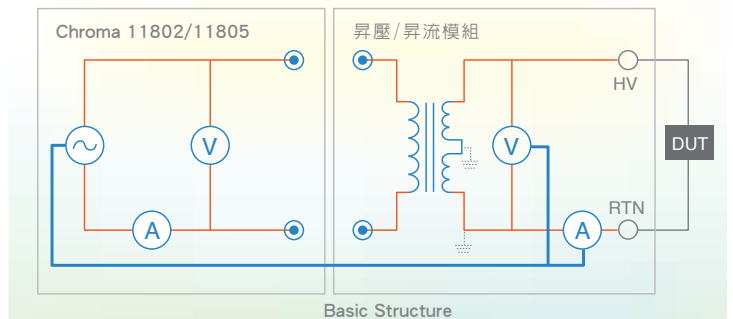 Chroma 11802/11805
昇壓/昇流模組
HV
V
V
DUT
RTN
A
A
Basic Structure